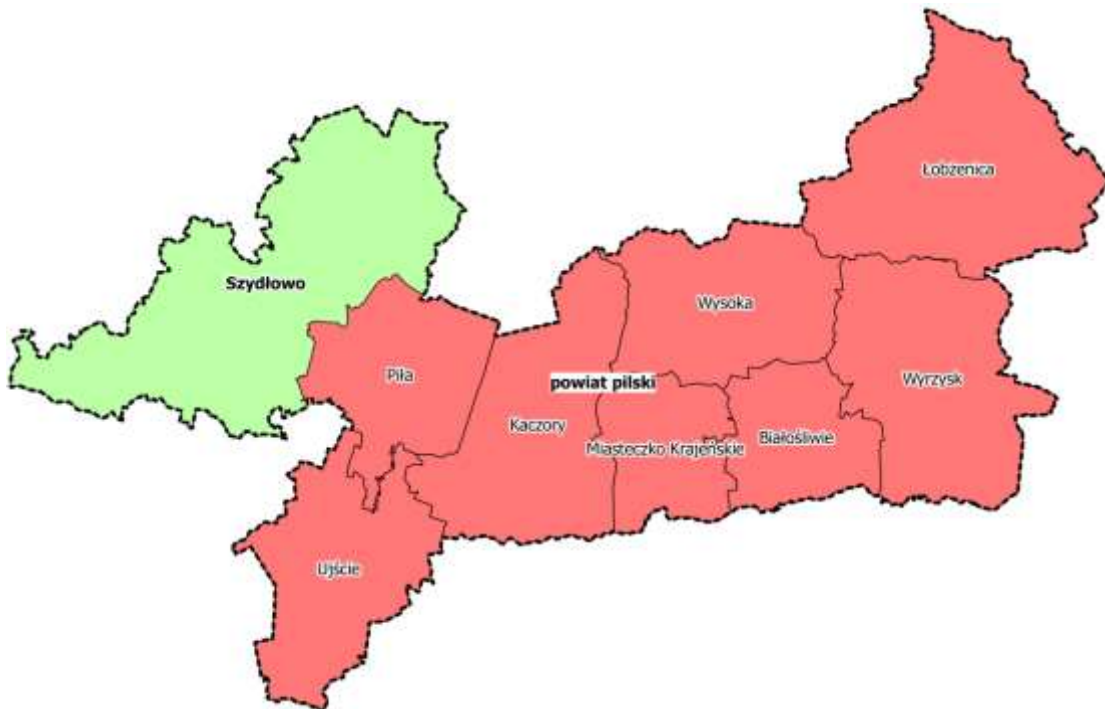 Łobżenica
Szydłowo
Wysoka
Piła
powiat pilski
Wyrzysk
Kaczory
Miasteczko Krajeńskie
Białośliwie
Ujście